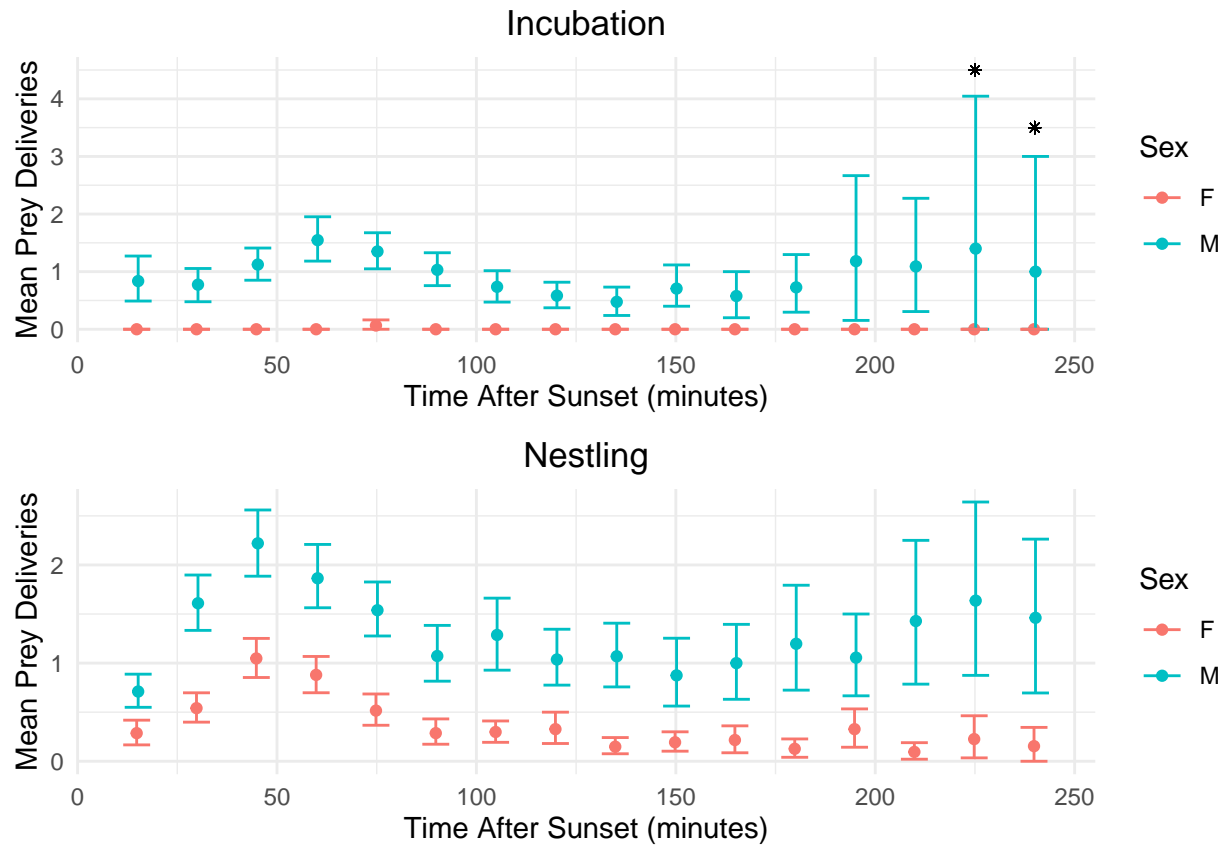 Incubation
Mean Prey Deliveries
4
3
2
1
0
0
50
100
150
200
250
Time After Sunset (minutes)
*
*
Sex
F
M
Nestling
Mean Prey Deliveries
2
1
0
0
50
100
150
200
250
Time After Sunset (minutes)
Sex
F
M